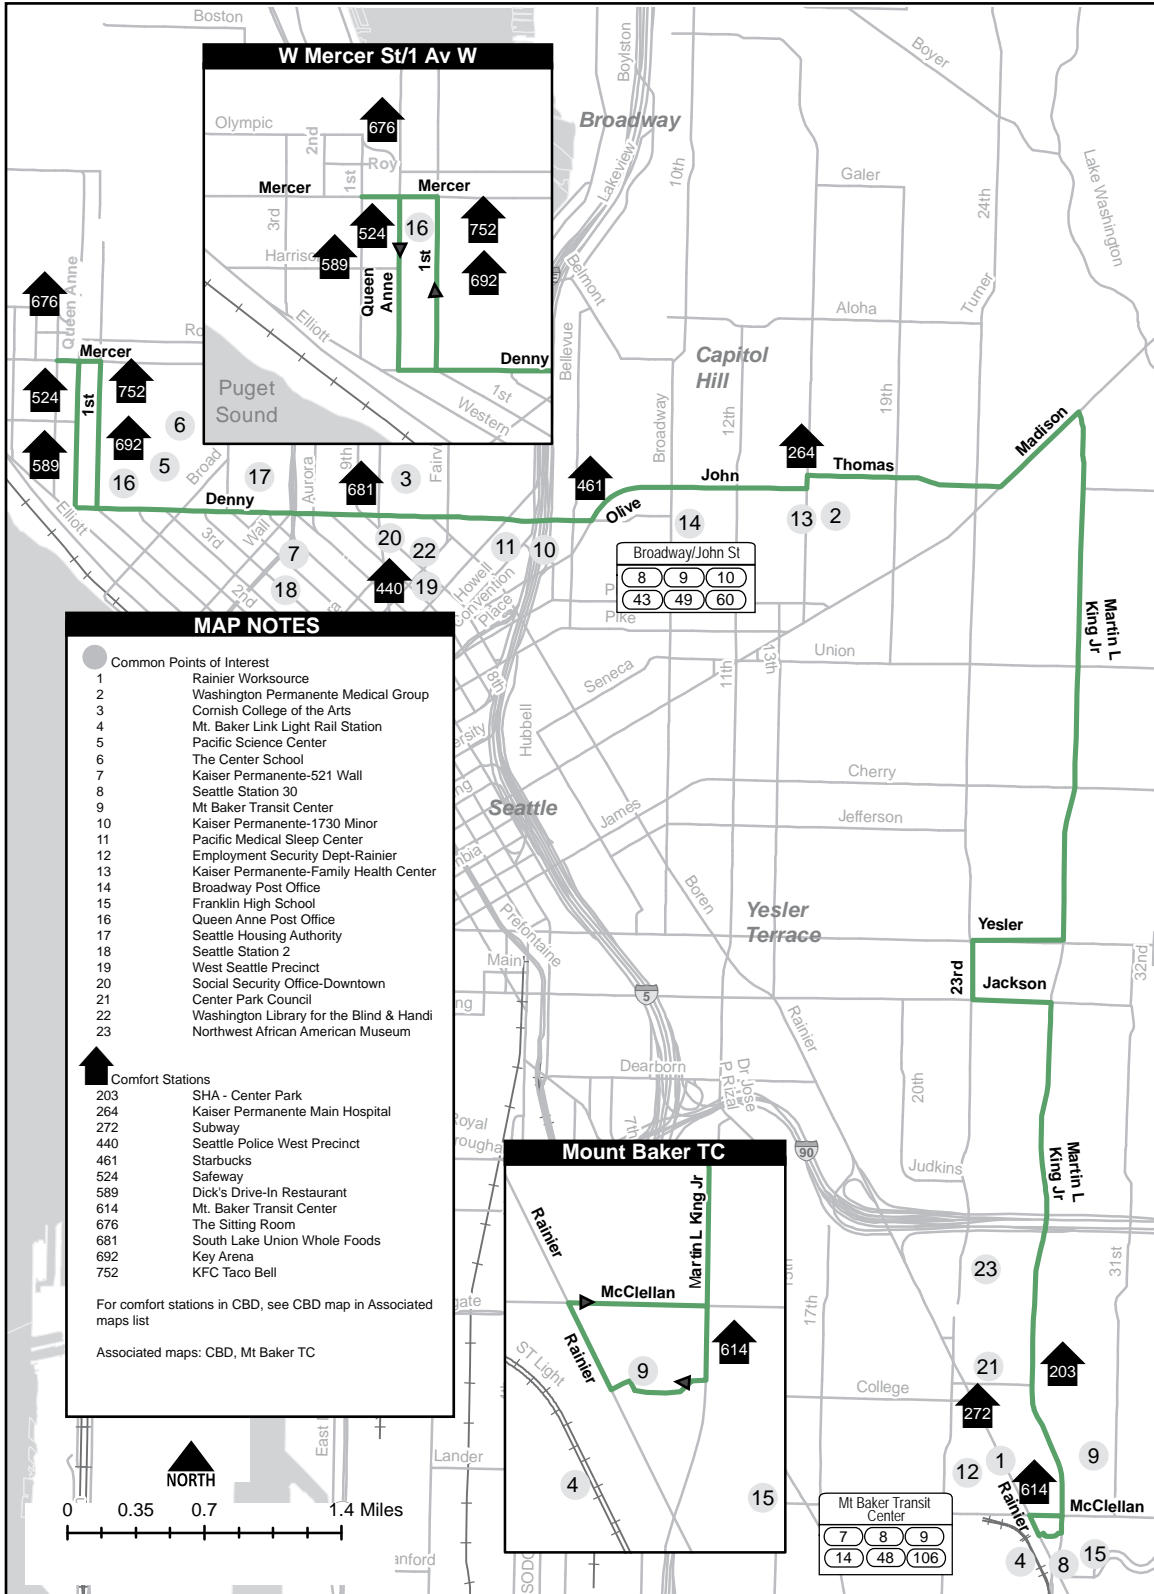 Boston
W Mercer St/1 Av W
Olympic
2nd
676
Roy
1st
Mercer
Mercer
3rd
524
16
752
Harriso
589
Queen
Anne
1st
692
Elliott
Denny
Puget
Sound
1st
Western
Boylston
Broadway
Lakeview
10th
Boyer
Lake Washington
Galer
24th
Belmont
Turner
Aloha
Bellevue
Capitol
Hill
19th
12th
Broadway
676
Queen Anne
Ro
Mercer
524
1st
752
692
589
6
5
16
17
Broad
Aurora
9th
681
3
Fairv
461
264
John
Thomas
Madison
Denny
Olive
Elliott
3rd
Wall
2nd
7
18
20
22
440
19
11
10
Howell
Convention
Place
14
13
2
Broadway/John St
8 9 10
43 49 60
P
Pike
Union
13th
11th
Seneca
8th
Hubbell
ersity
Martin L
King Jr
Cherry
Jefferson
James
ng
Seattle
mbia
Boren
Yesler
Terrace
Prefontaine
Main
ng
Yesler
23rd
Jackson
32nd
5
Rainier
Dearborn
Dr Jose
P Rizal
20th
7th
Royal
rougha
90
Judkins
Martin L
King Jr
31st
MAP NOTES
Common Points of Interest
1 Rainier Worksource
2 Washington Permanente Medical Group
3 Cornish College of the Arts
4 Mt. Baker Link Light Rail Station
5 Pacific Science Center
6 The Center School
7 Kaiser Permanente-521 Wall
8 Seattle Station 30
9 Mt Baker Transit Center
10 Kaiser Permanente-1730 Minor
11 Pacific Medical Sleep Center
12 Employment Security Dept-Rainier
13 Kaiser Permanente-Family Health Center
14 Broadway Post Office
15 Franklin High School
16 Queen Anne Post Office
17 Seattle Housing Authority
18 Seattle Station 2
19 West Seattle Precinct
20 Social Security Office-Downtown
21 Center Park Council
22 Washington Library for the Blind & Handi
23 Northwest African American Museum
Comfort Stations
203 SHA - Center Park
264 Kaiser Permanente Main Hospital
272 Subway
440 Seattle Police West Precinct
461 Starbucks
524 Safeway
589 Dick's Drive-In Restaurant
614 Mt. Baker Transit Center
676 The Sitting Room
681 South Lake Union Whole Foods
692 Key Arena
752 KFC Taco Bell
For comfort stations in CBD, see CBD map in Associated
maps list
Associated maps: CBD, Mt Baker TC
Mount Baker TC
Rainier
Martin L King Jr
McClellan
Rainier
614
9
ST Light
4
15
gate
15th
17th
23
21
203
College
272
1
12
9
614
Rainier
McClellan
Mt Baker Transit
Center
7 8 9
14 48 106
4
8
15
East
Lander
anford
SODO
NORTH
0 0.35 0.7 1.4 Miles